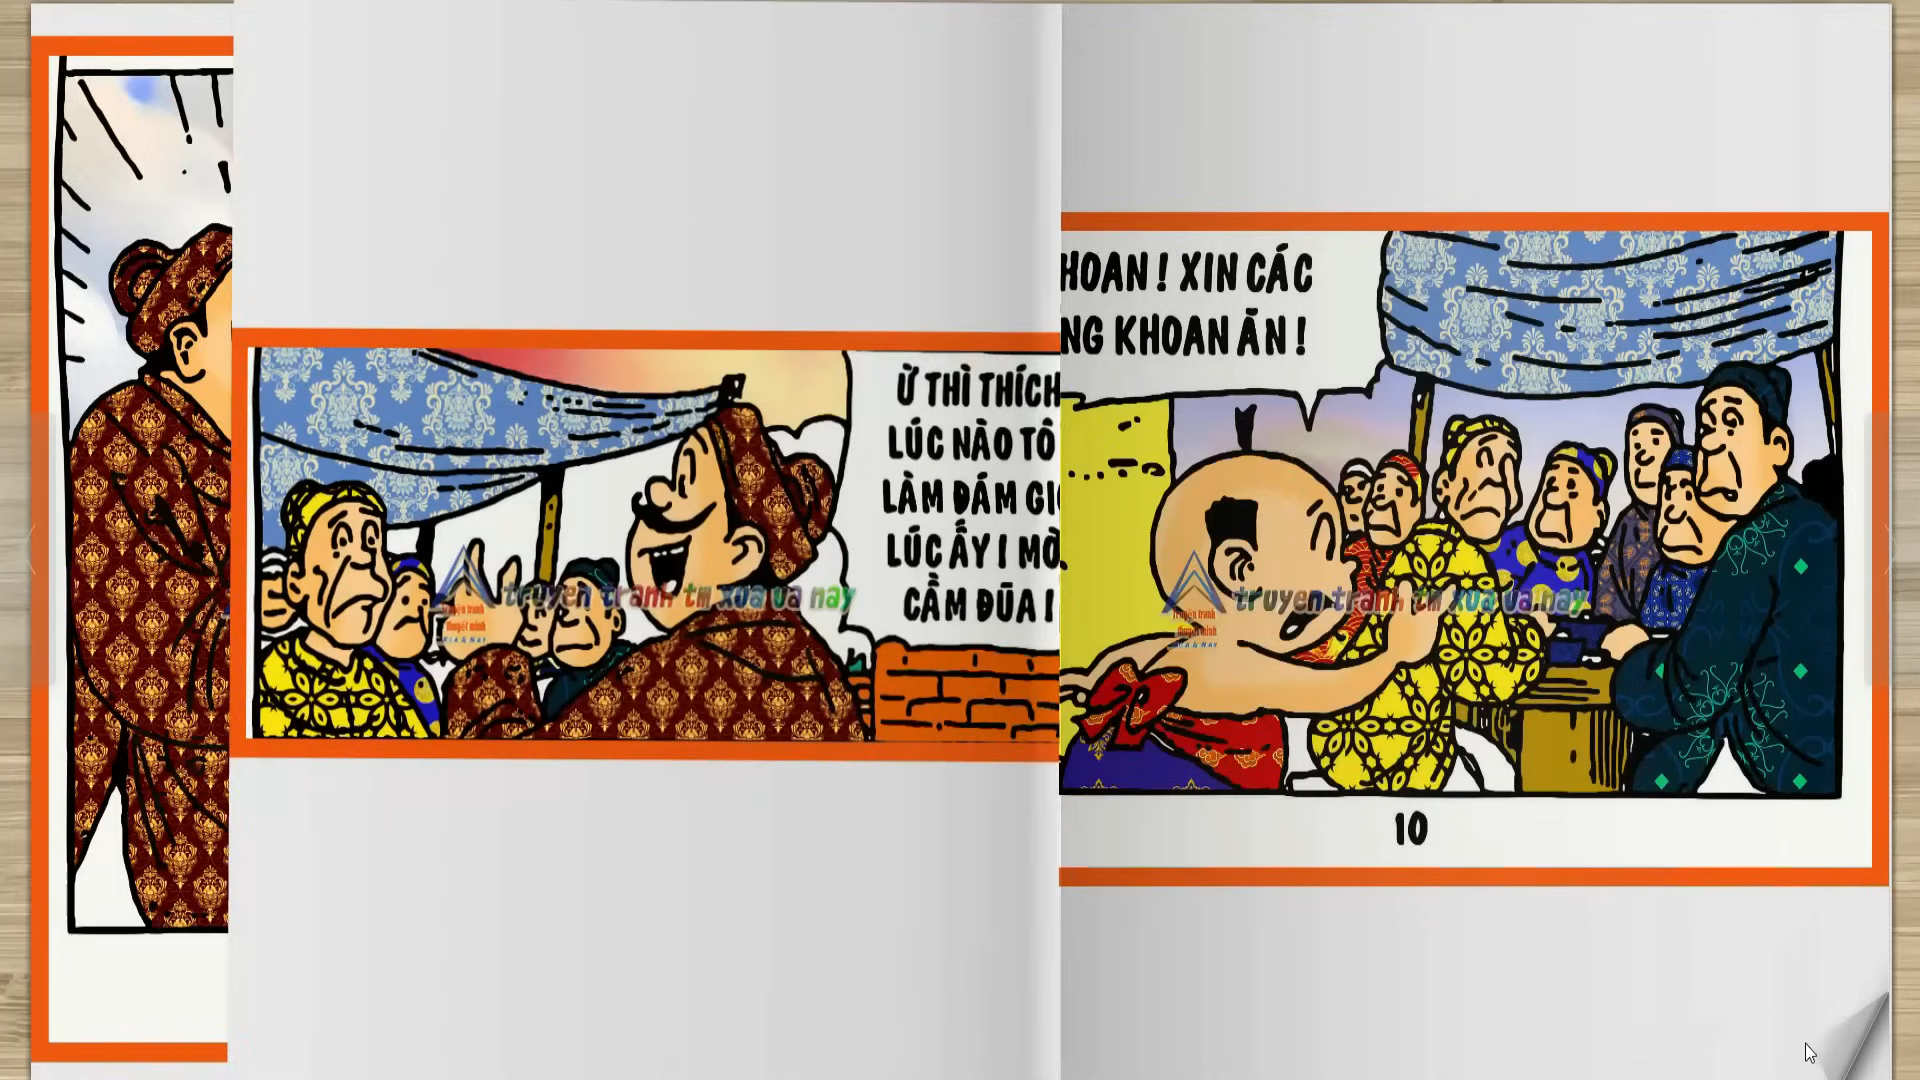 Ừ THÌ THÍCH
LÚC NÀO TÔ
LÀM ĐÁM GIỖ
LÚC ẤY I MỜ
CẦM ĐŨA I
HOAN ! XIN CÁC
NG KHOAN ĂN !
truyen tranh tm xua va nay
truyen tranh tm xua va nay
10